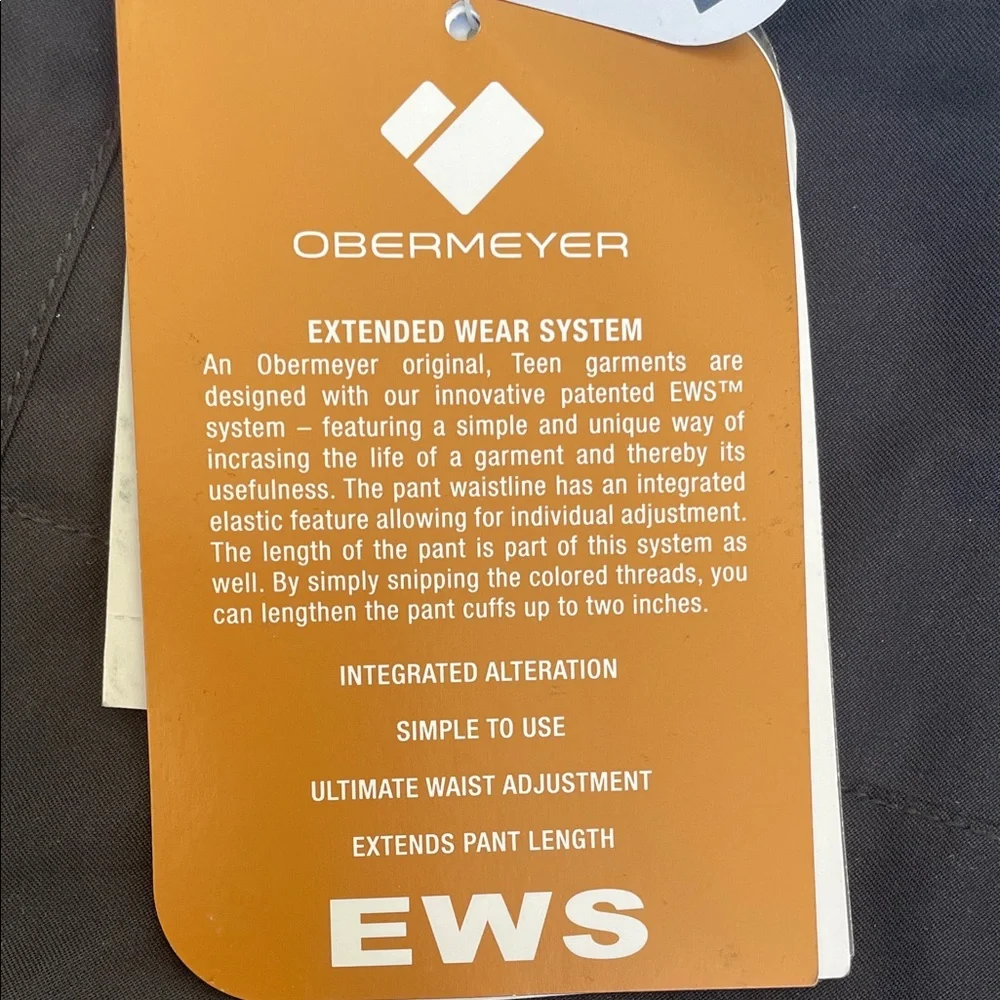 OBERMEYER
EXTENDED WEAR SYSTEM
An Obermeyer original, Teen garments are
designed with our innovative patented EWS™
system – featuring a simple and unique way of
incrasing the life of a garment and thereby its
usefulness. The pant waistline has an integrated
elastic feature allowing for individual adjustment.
The length of the pant is part of this system as
well. By simply snipping the colored threads, you
can lengthen the pant cuffs up to two inches.
INTEGRATED ALTERATION
SIMPLE TO USE
ULTIMATE WAIST ADJUSTMENT
EXTENDS PANT LENGTH
EWS